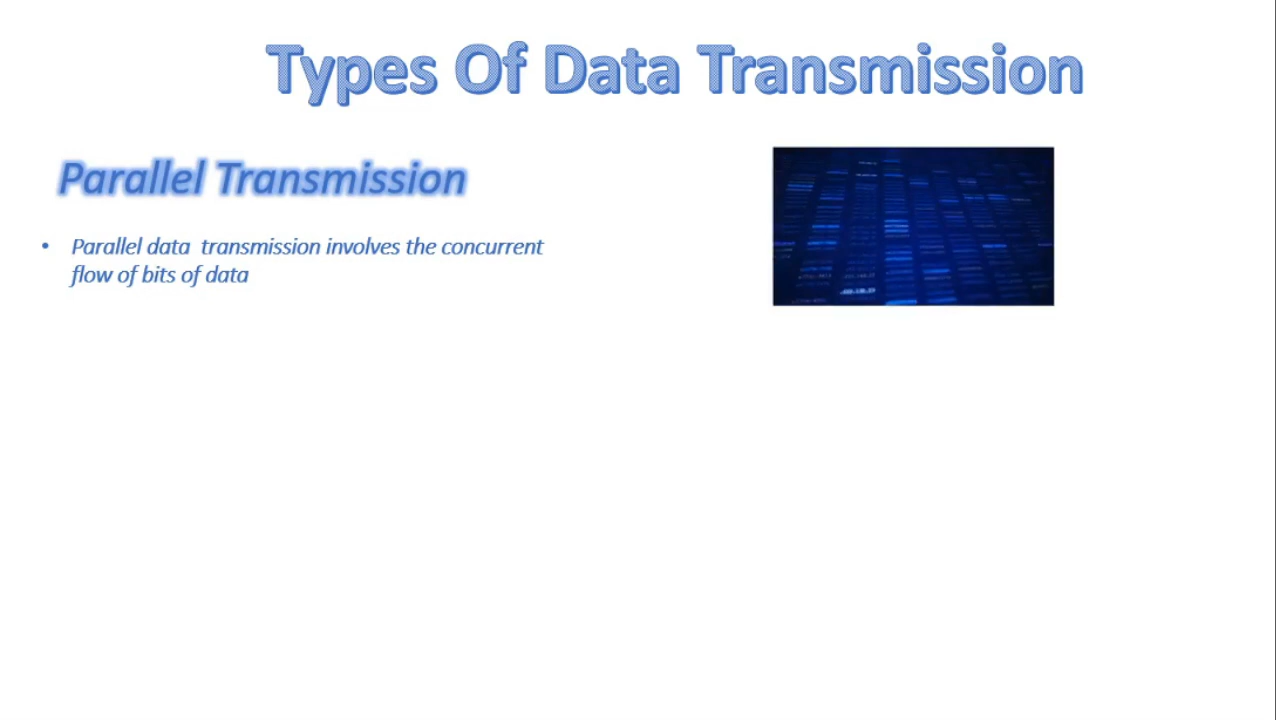 Types Of Data Transmission
Parallel Transmission
• Parallel data  transmission involves the concurrent
flow of bits of data